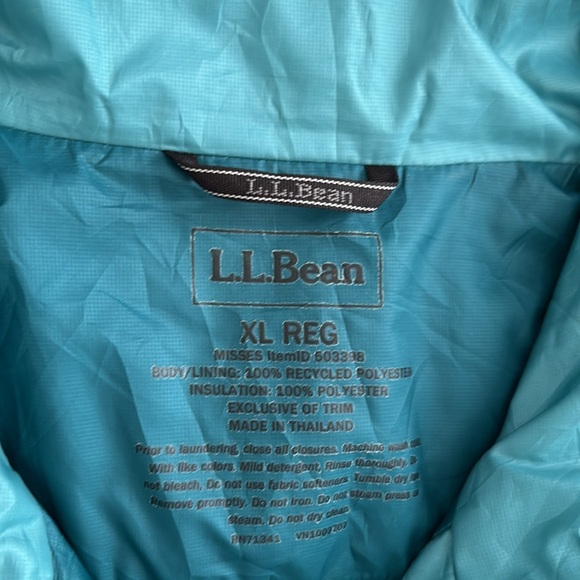 L.L.Bean
L.L.Bean
XL REG
MISSES ItemID 503398
BODY/LINING: 100% RECYCLED POLYESTER
INSULATION: 100% POLYESTER
EXCLUSIVE OF TRIM
MADE IN THAILAND
Prior to laundering, close all closures. Machine wash
With like colors. Mild detergent, Rinse thoroughly.
not bleach, Do not use fabric softeners. Tumble dry
Remove promptly. Do not iron. Do not steam press or
steam. Do not dry clean.
RN71341 VN1007207